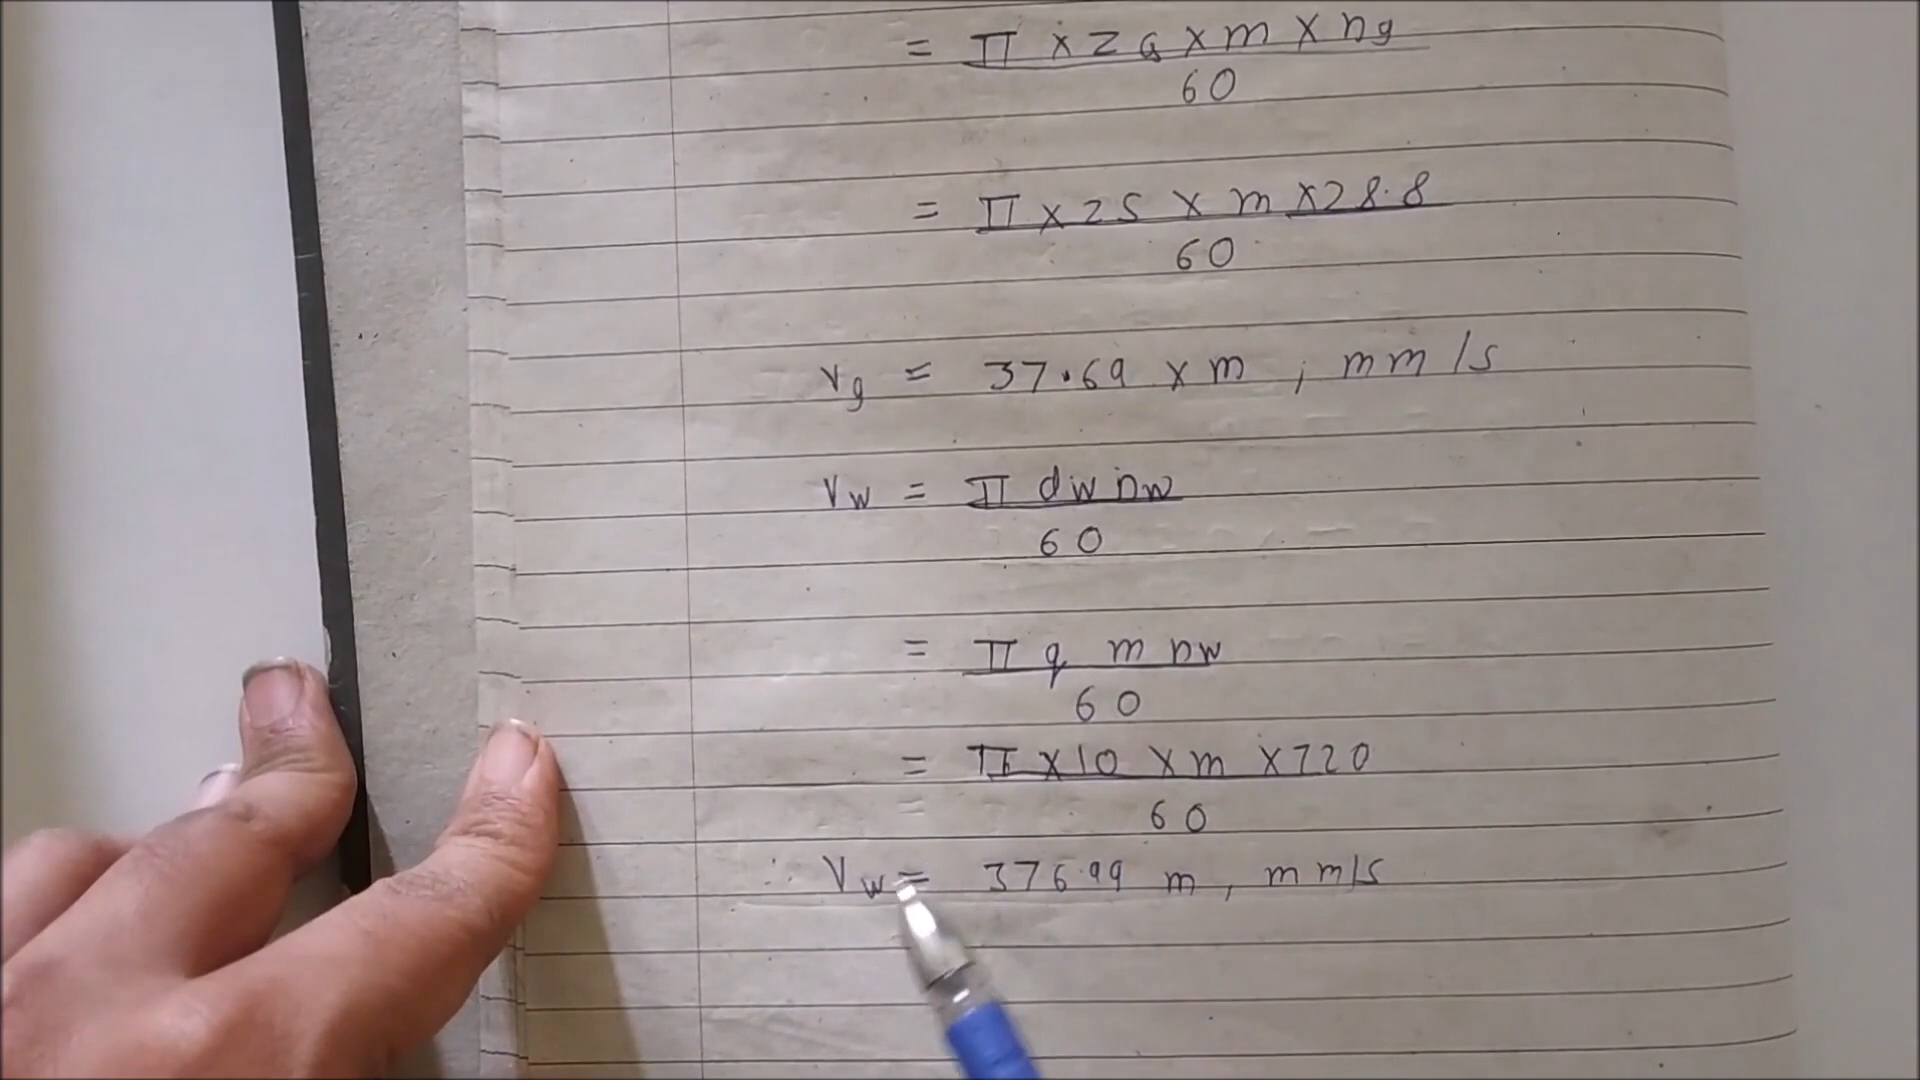 = π × z G × m × ng
60
= π × 25 × m × 28.8
60
Vg = 37.69 × m , mm/s
Vw = π dw nw
60
= π q m nw
60
= π × 10 × m × 720
60
∴ Vw = 376.99 m , mm/s